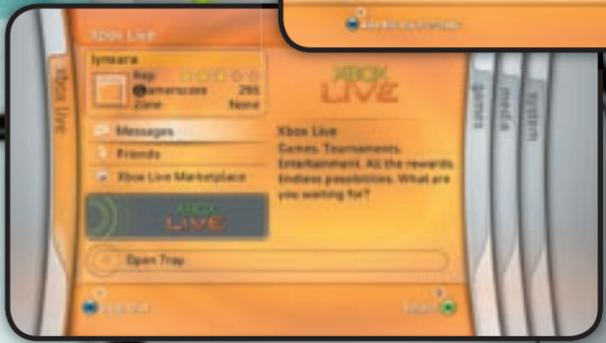 Xbox Live
xbox live
lynxara
Rep
Gamerscore 295
Zone None
Messages
Friends
Xbox Live Marketplace
XBOX
LIVE
Open Tray
XBOX
LIVE
Xbox Live
Games. Tournaments.
Entertainment. All the rewards.
Endless possibilities. What are
you waiting for?
Select
games
media
system